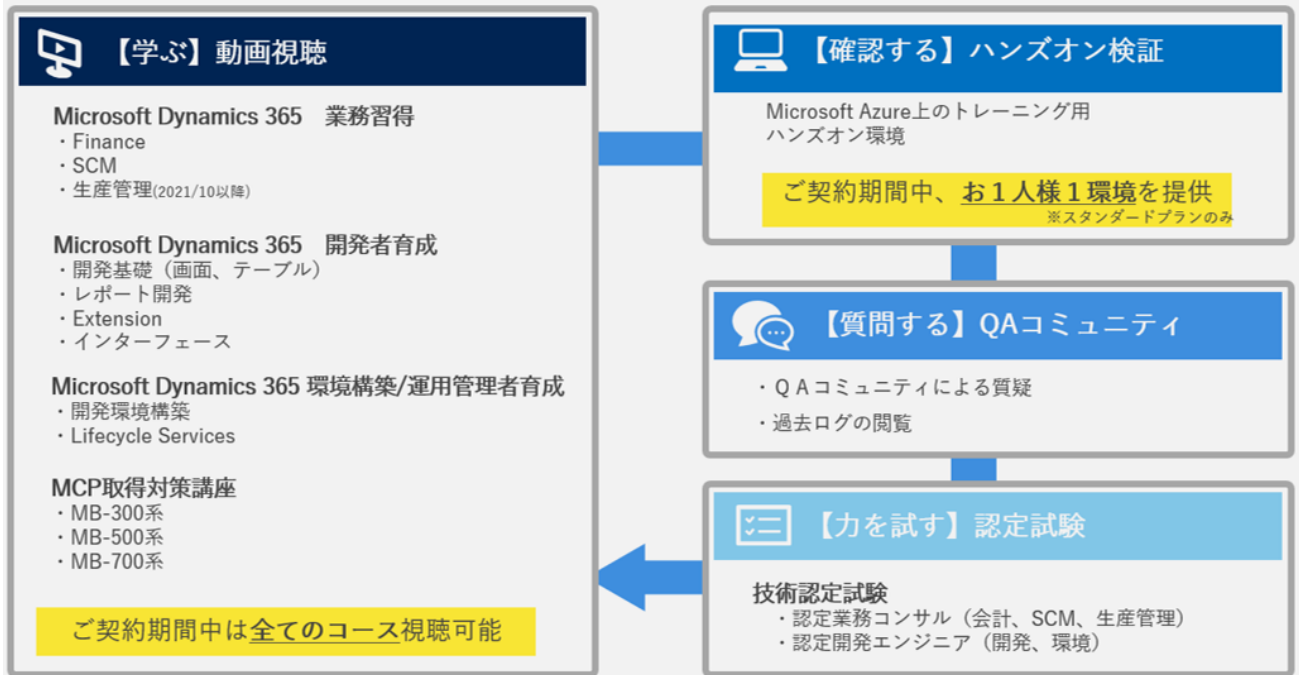 【学ぶ】動画視聴
Microsoft Dynamics 365　業務習得
・Finance
・SCM
・生産管理(2021/10以降)
Microsoft Dynamics 365　開発者育成
・開発基礎（画面、テーブル）
・レポート開発
・Extension
・インターフェース
Microsoft Dynamics 365 環境構築/運用管理者育成
・開発環境構築
・Lifecycle Services
MCP取得対策講座
・MB-300系
・MB-500系
・MB-700系
ご契約期間中は全てのコース視聴可能
【確認する】ハンズオン検証
Microsoft Azure上のトレーニング用
ハンズオン環境
ご契約期間中、お１人様１環境を提供
※スタンダードプランのみ
【質問する】QAコミュニティ
・ＱＡコミュニティによる質疑
・過去ログの閲覧
【力を試す】認定試験
技術認定試験
・認定業務コンサル（会計、SCM、生産管理）
・認定開発エンジニア（開発、環境）